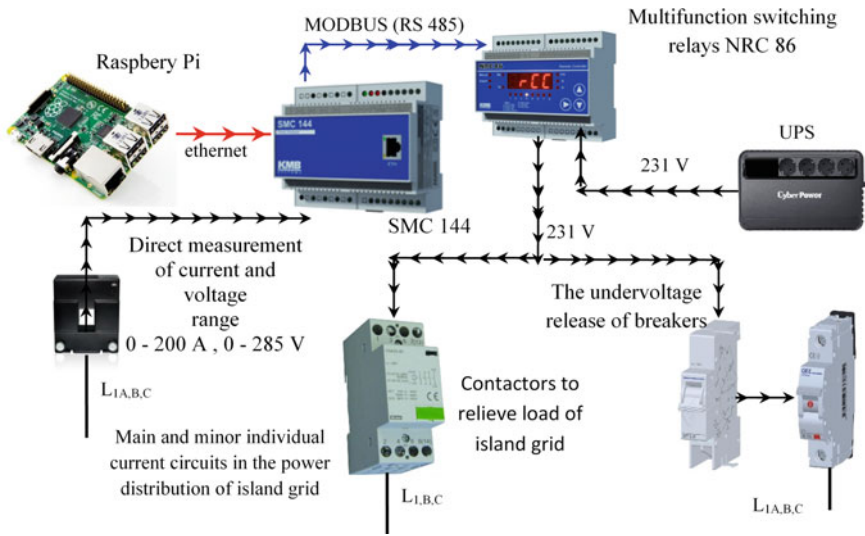 MODBUS (RS 485)
Multifunction switching
relays NRC 86
Raspbery Pi
ethernet
SMC 144
KMB
rCC
UPS
231 V
CyberPower
SMC 144
231 V
Direct measurement
of current and
voltage
range
0 - 200 A , 0 - 285 V
The undervoltage
release of breakers
L1A,B,C
Contactors to
relieve load of
island grid
Main and minor individual
current circuits in the power
distribution of island grid
L1,B,C
L1A,B,C